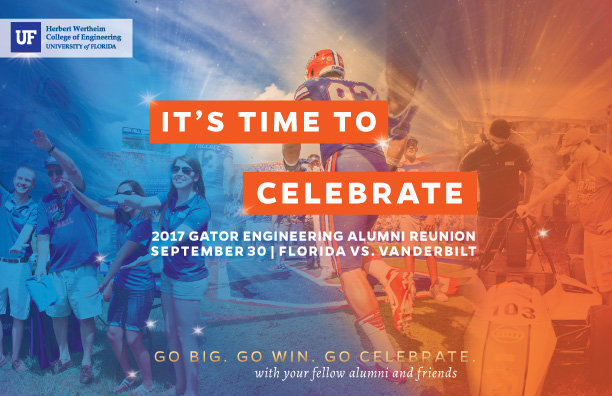 UF
Herbert Wertheim
College of Engineering
UNIVERSITY of FLORIDA
IT'S TIME TO
CELEBRATE
2017 GATOR ENGINEERING ALUMNI REUNION
SEPTEMBER 30 | FLORIDA VS. VANDERBILT
GO BIG. GO WIN. GO CELEBRATE.
with your fellow alumni and friends
103